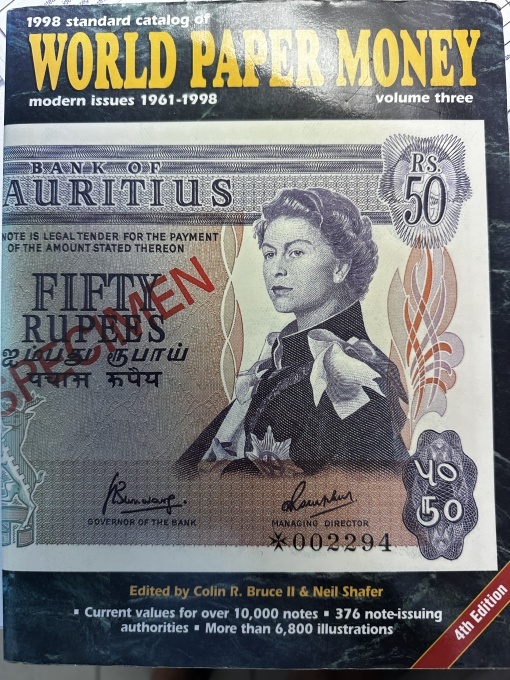 1998 standard catalog of
WORLD PAPER MONEY
modern issues 1961-1998
volume three
BANK OF
AURITIUS
RS.
50
NOTE IS LEGAL TENDER FOR THE PAYMENT
OF THE AMOUNT STATED THEREON
SPECIMEN
FIFTY
RUPEES
ஐம்பது ரூபாய்
पचास रूपैय
GOVERNOR OF THE BANK
MANAGING DIRECTOR
*002294
५०
Edited by Colin R. Bruce II & Neil Shafer
▪ Current values for over 10,000 notes ▪ 376 note-issuing
authorities ▪ More than 6,800 illustrations
4th Edition